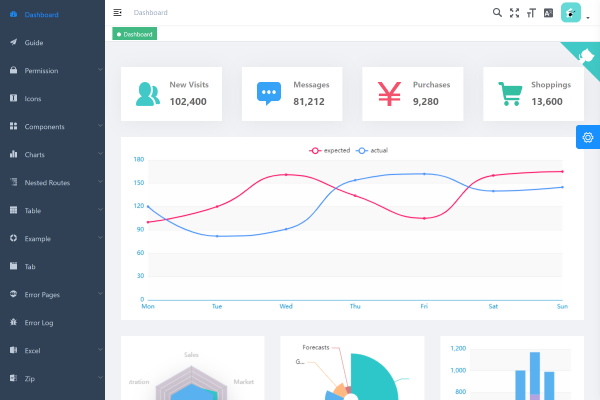 Dashboard
Dashboard
Guide
Permission
Icons
Components
Charts
Nested Routes
Table
Example
Tab
Error Pages
Error Log
Excel
Zip
Dashboard
New Visits
102,400
Messages
81,212
Purchases
9,280
Shoppings
13,600
expected
actual
180
150
120
90
60
30
0
Mon Tue Wed Thu Fri Sat Sun
Sales
dration
Market
Forecasts
G...
1,200
1,000
800